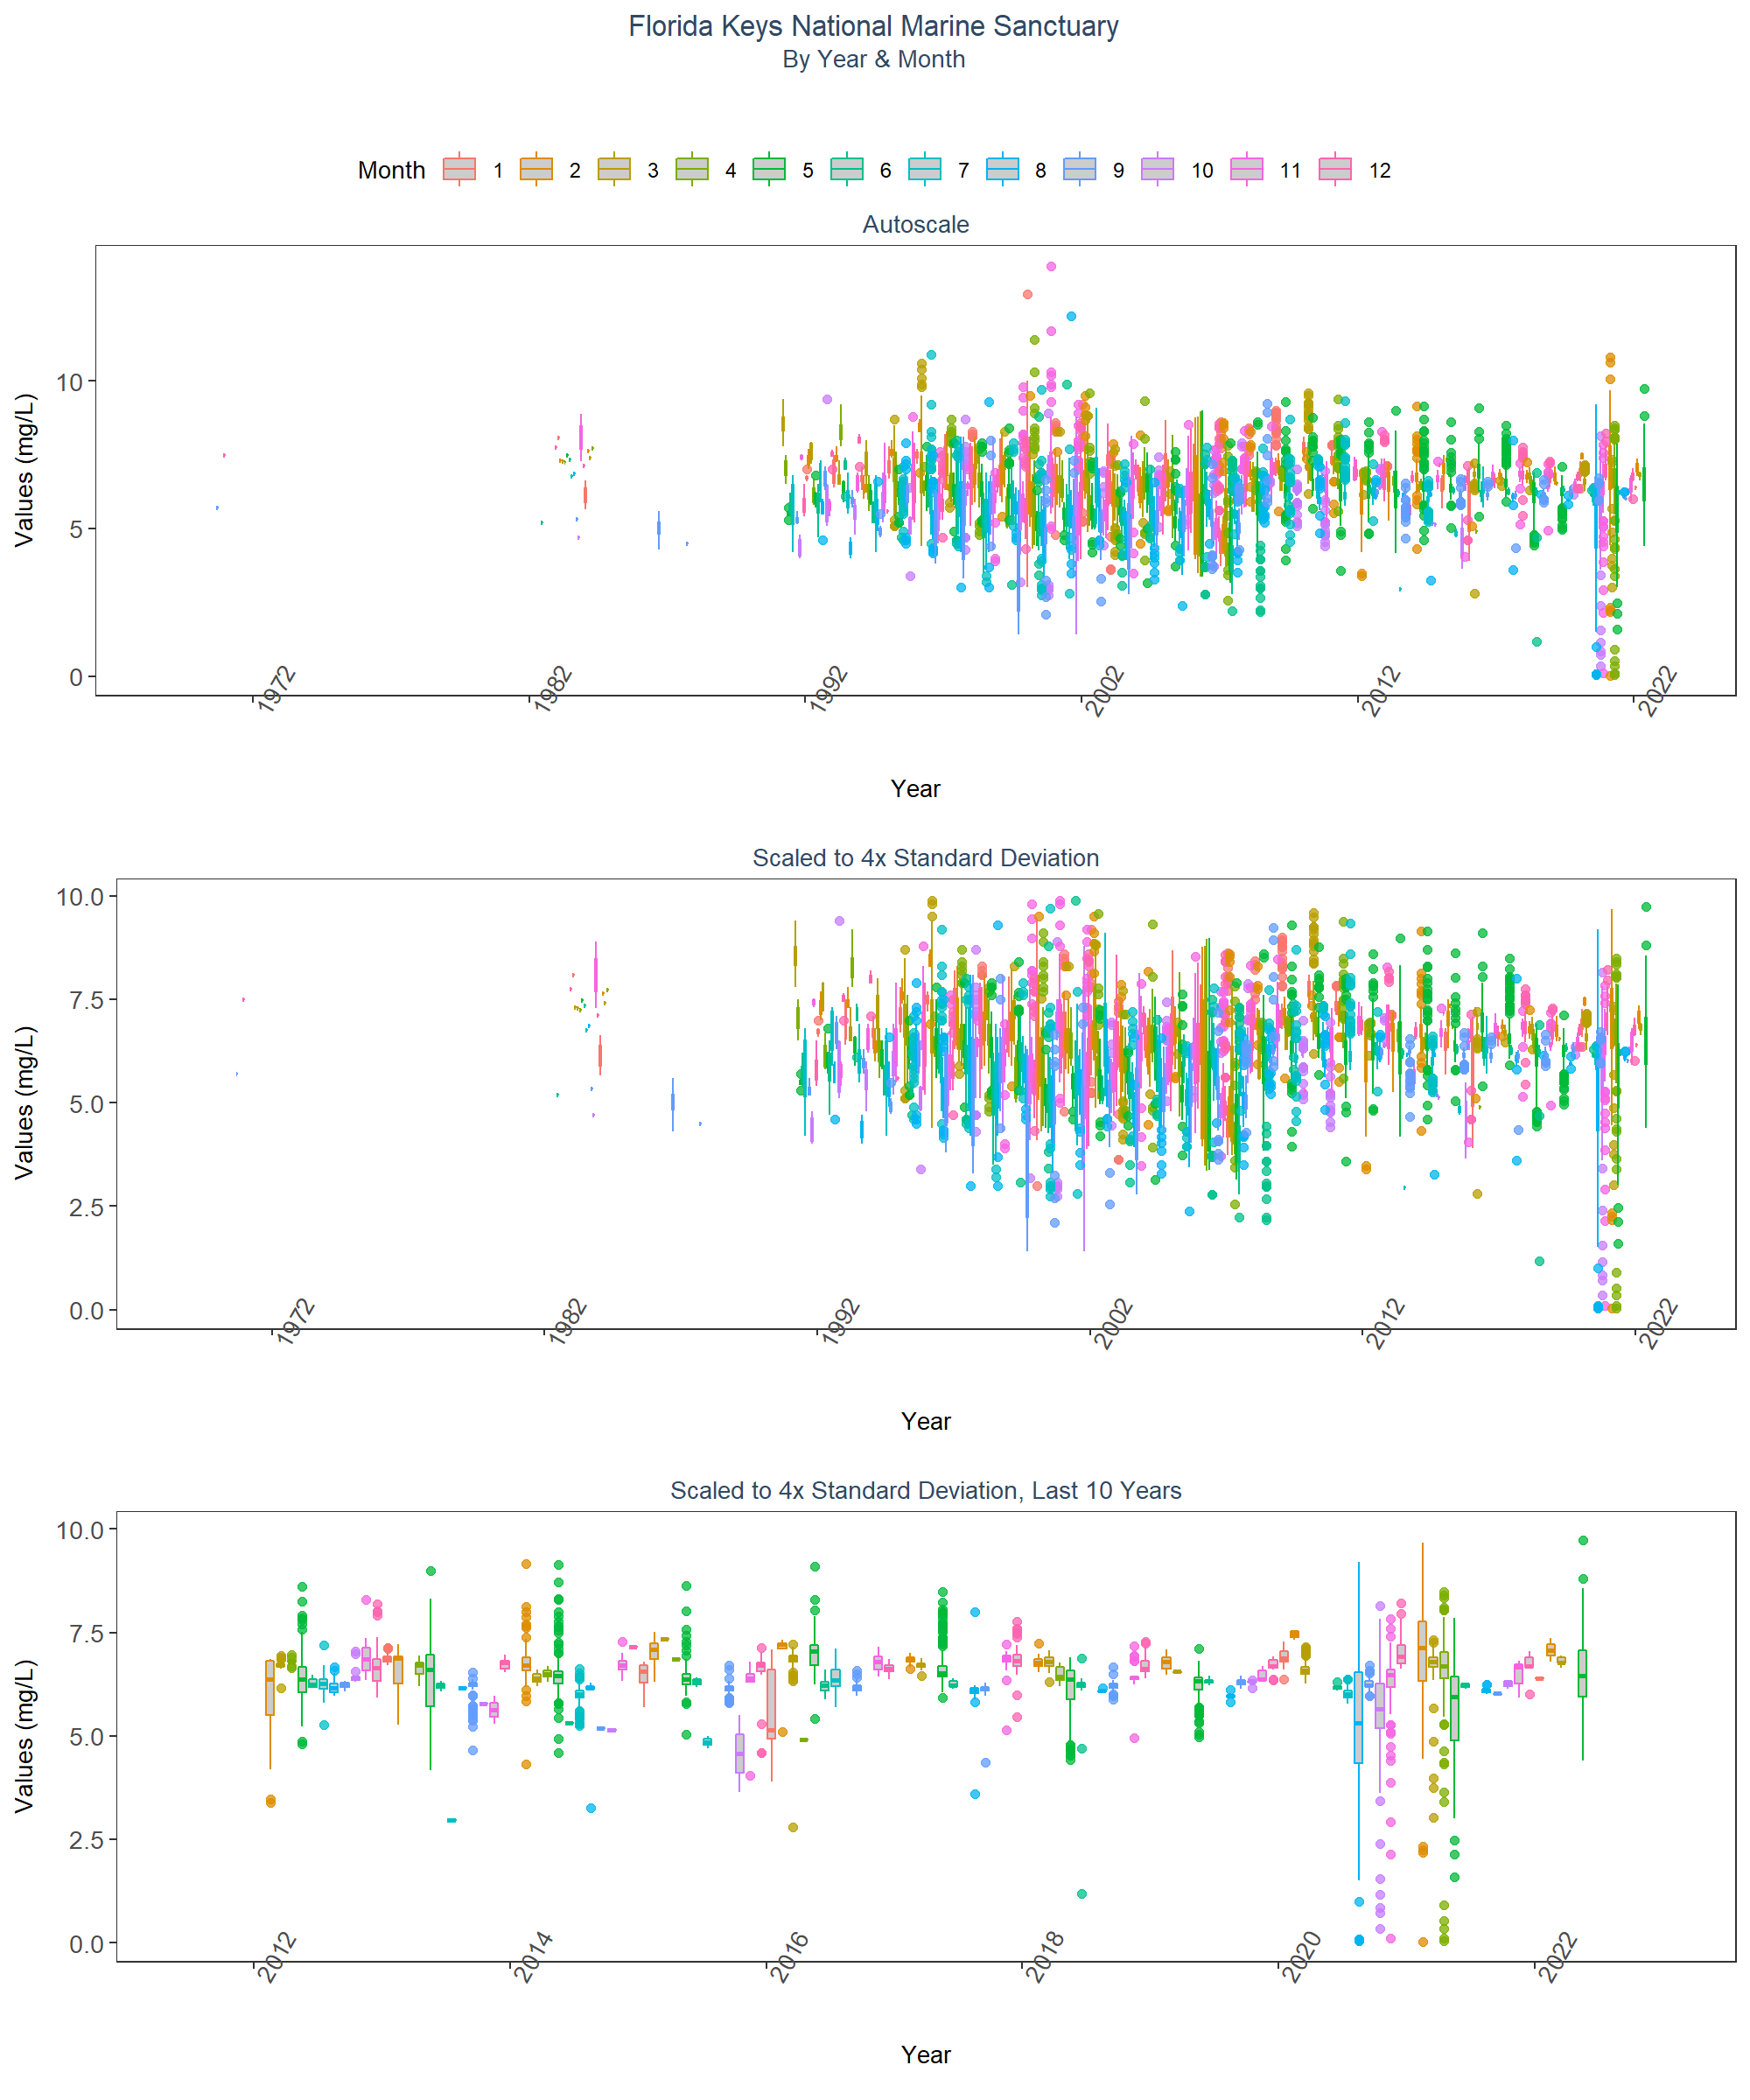 Florida Keys National Marine Sanctuary
By Year & Month
Month 1 2 3 4 5 6 7 8 9 10 11 12
Autoscale
Values (mg/L)
10
5
0
1972 1982 1992 2002 2012 2022
Year
Scaled to 4x Standard Deviation
Values (mg/L)
10.0
7.5
5.0
2.5
0.0
1972 1982 1992 2002 2012 2022
Year
Scaled to 4x Standard Deviation, Last 10 Years
Values (mg/L)
10.0
7.5
5.0
2.5
0.0
2012 2014 2016 2018 2020 2022
Year